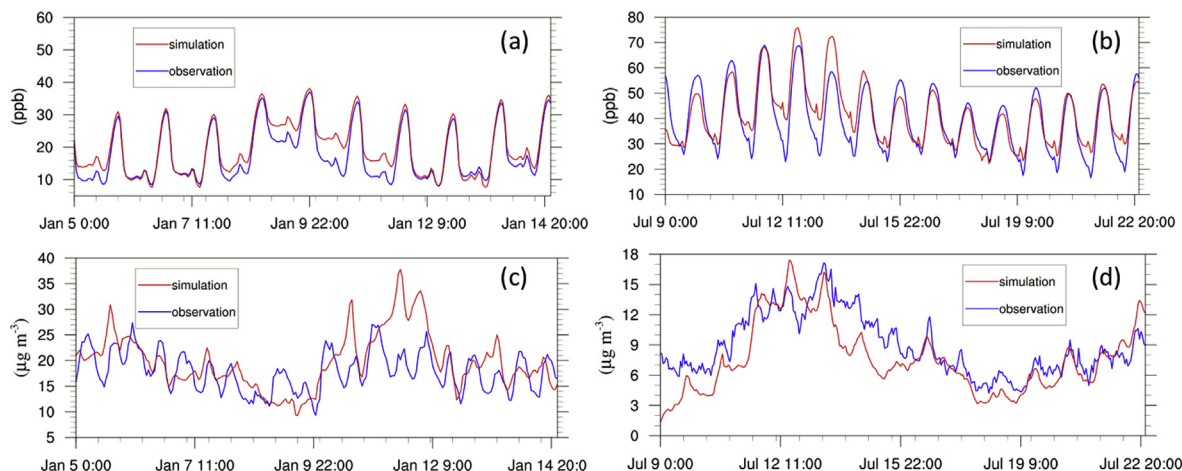 (a)
simulation
observation
(ppb)
60
50
40
30
20
10
Jan 5 0:00 Jan 7 11:00 Jan 9 22:00 Jan 12 9:00 Jan 14 20:00
(b)
simulation
observation
(ppb)
80
70
60
50
40
30
20
10
Jul 9 0:00 Jul 12 11:00 Jul 15 22:00 Jul 19 9:00 Jul 22 20:00
(c)
simulation
observation
(µg m⁻³)
40
35
30
25
20
15
10
5
Jan 5 0:00 Jan 7 11:00 Jan 9 22:00 Jan 12 9:00 Jan 14 20:00
(d)
simulation
observation
(µg m⁻³)
18
15
12
9
6
3
0
Jul 9 0:00 Jul 12 11:00 Jul 15 22:00 Jul 19 9:00 Jul 22 20:00